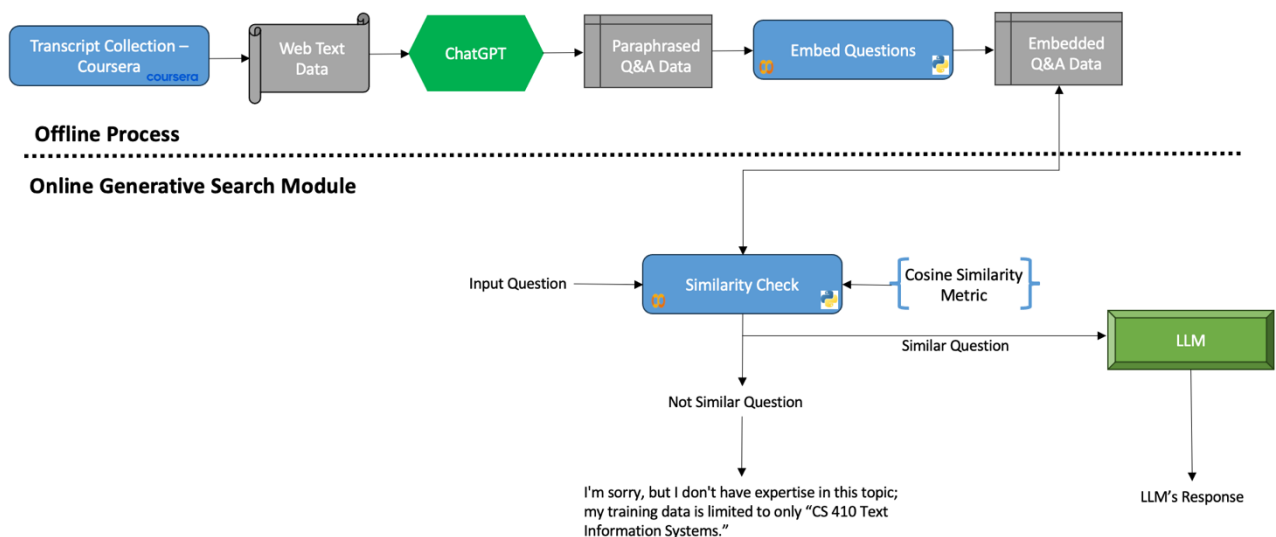 Transcript Collection –
Coursera
coursera
Web Text
Data
ChatGPT
Paraphrased
Q&A Data
Embed Questions
Embedded
Q&A Data
Offline Process
Online Generative Search Module
Input Question
Similarity Check
Cosine Similarity
Metric
Similar Question
LLM
Not Similar Question
I'm sorry, but I don't have expertise in this topic;
my training data is limited to only “CS 410 Text
Information Systems.”
LLM's Response